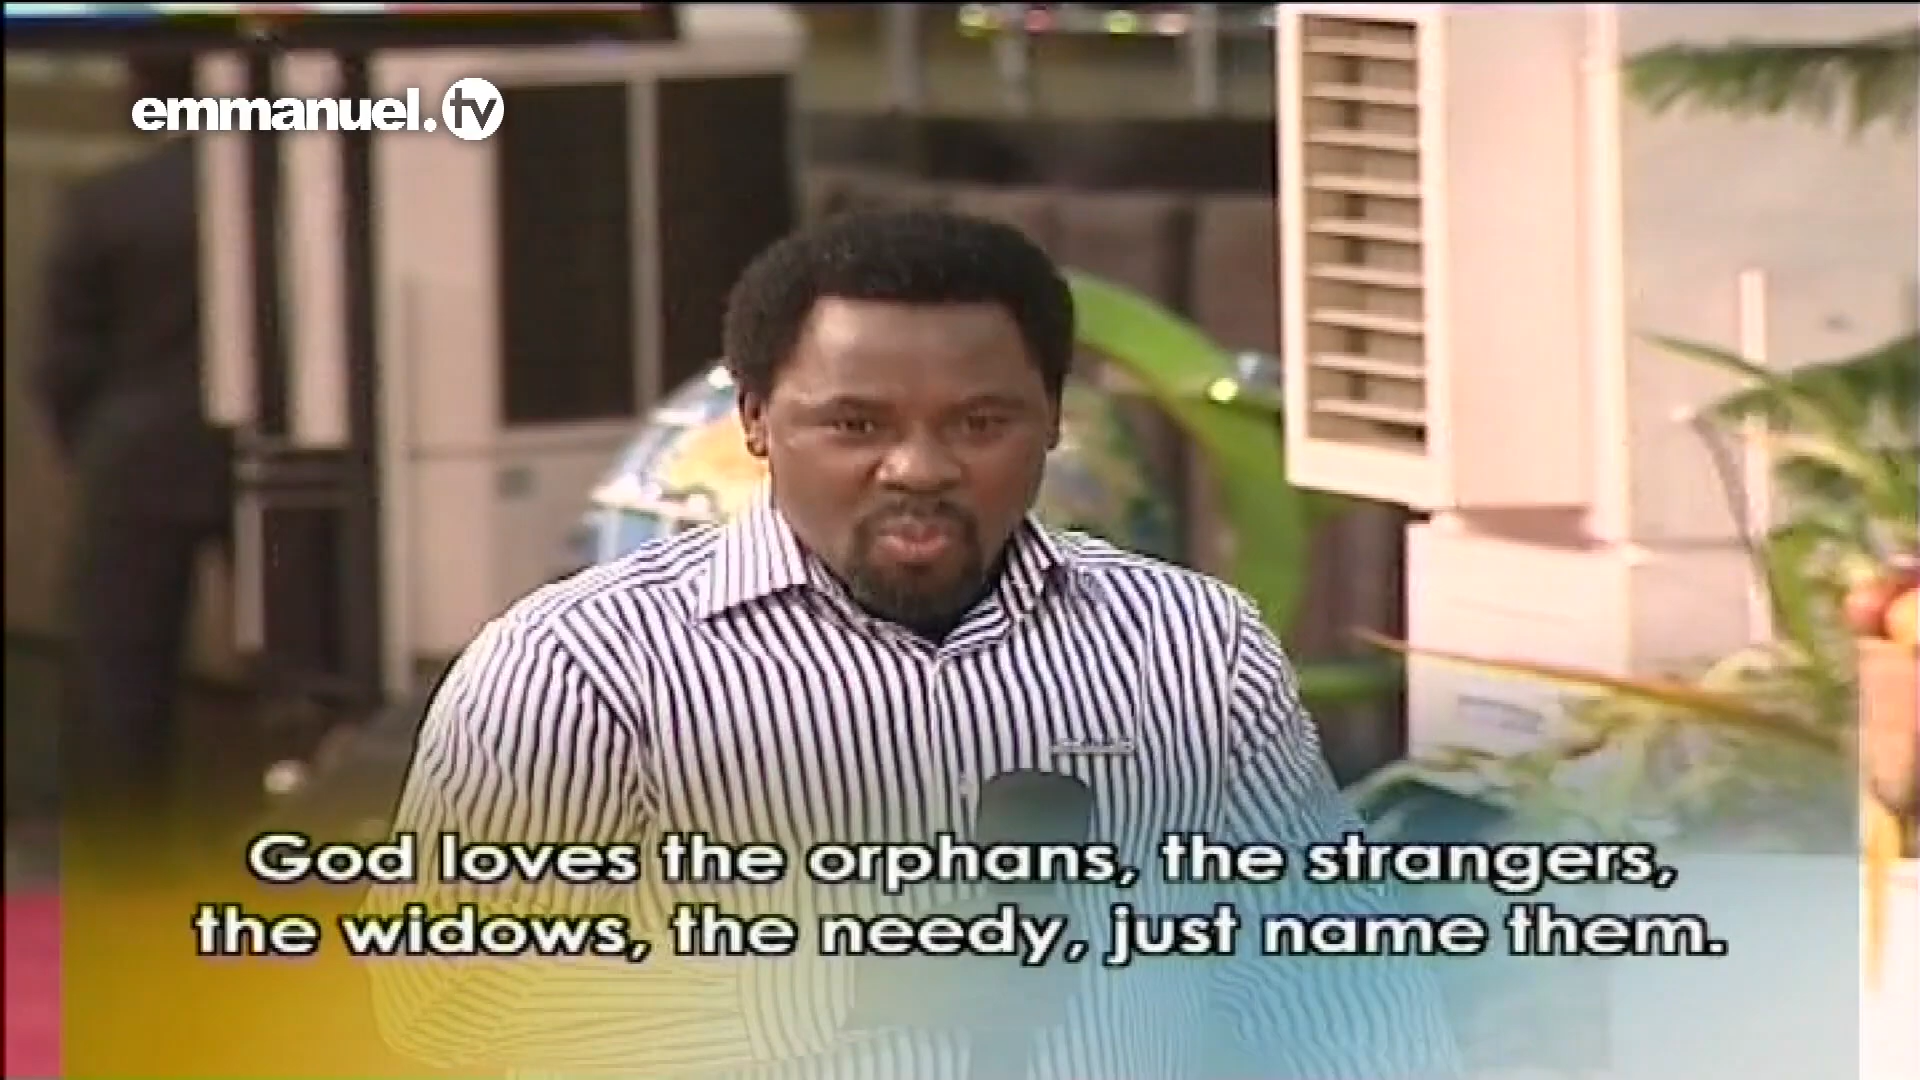 emmanuel.tv
God loves the orphans, the strangers,
the widows, the needy, just name them.